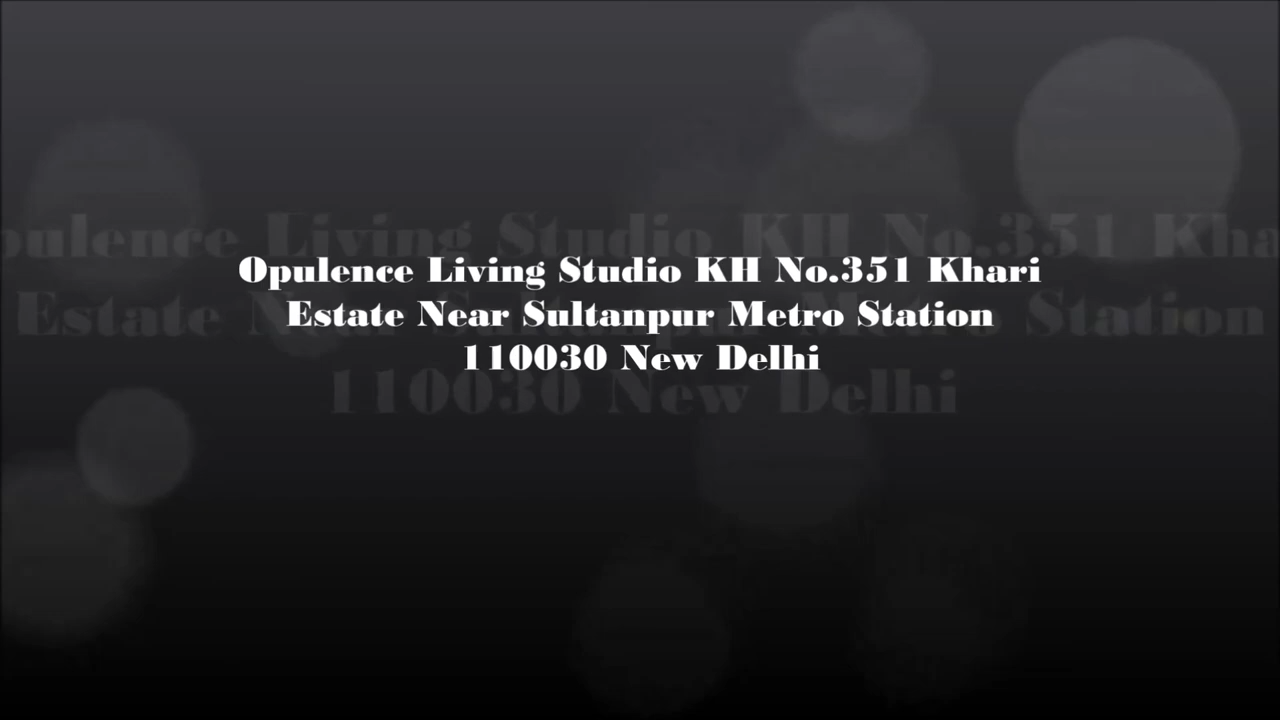 Opulence Living Studio KH No.351 Khari
Estate Near Sultanpur Metro Station
110030 New Delhi